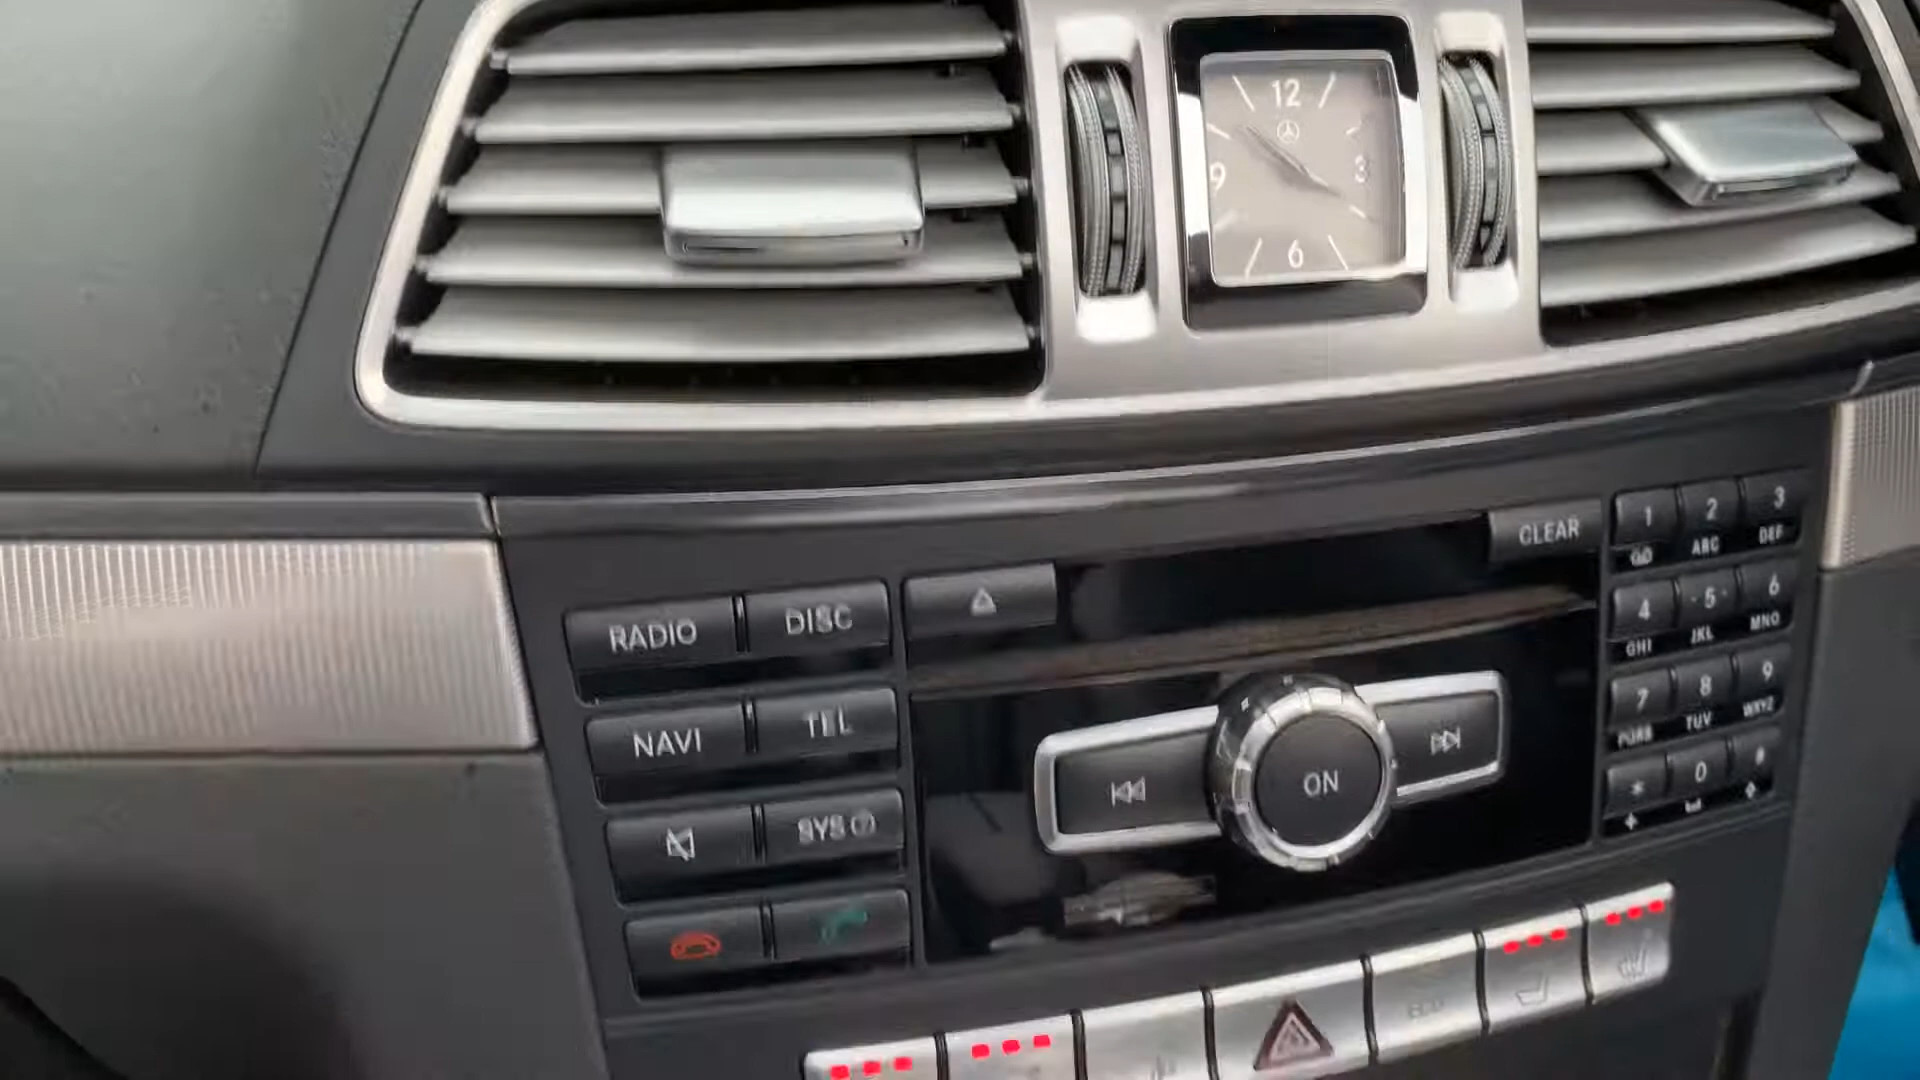 12
9 3
6
CLEAR
1 2 3
ABC DEF
RADIO DISC
4 5 6
GHI JKL MNO
NAVI TEL
7 8 9
PQRS TUV WXYZ
ON
* 0 #
SYS
ECO